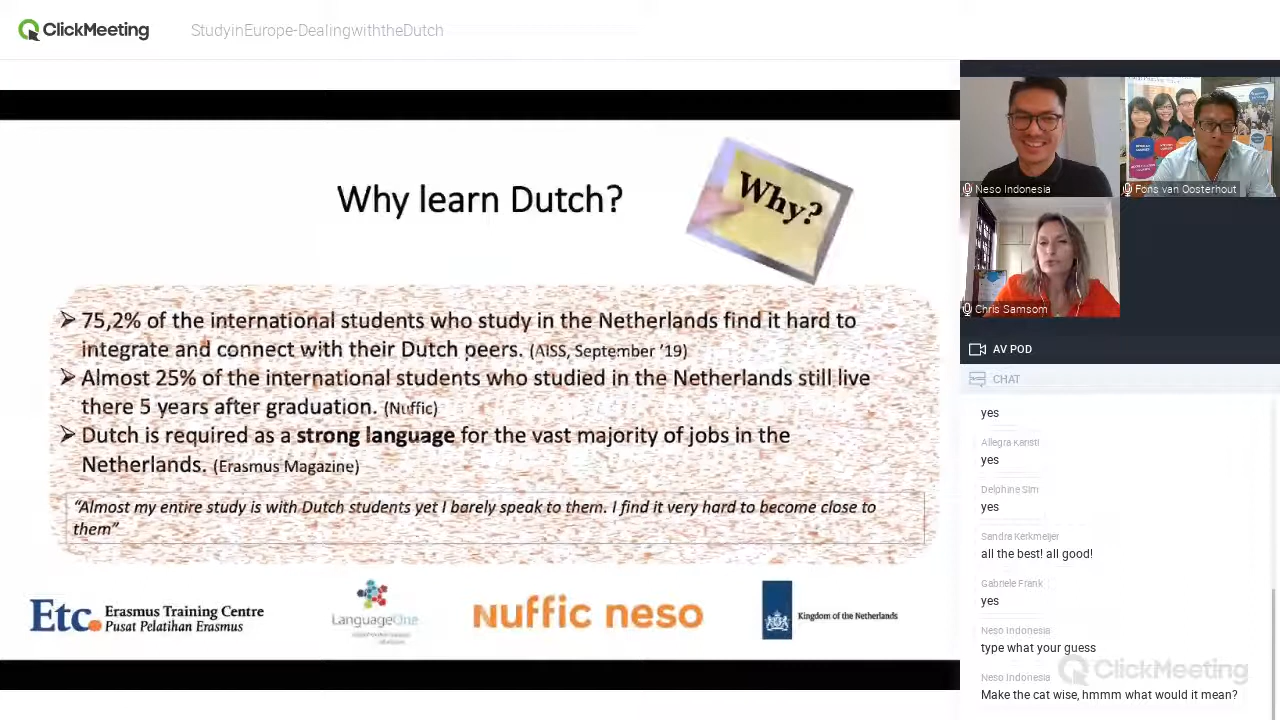 ClickMeeting
StudyinEurope-DealingwiththeDutch
Why learn Dutch?
Why?
➢ 75,2% of the international students who study in the Netherlands find it hard to
integrate and connect with their Dutch peers. (AISS, September ’19)
➢ Almost 25% of the international students who studied in the Netherlands still live
there 5 years after graduation. (Nuffic)
➢ Dutch is required as a strong language for the vast majority of jobs in the
Netherlands. (Erasmus Magazine)
“Almost my entire study is with Dutch students yet I barely speak to them. I find it very hard to become close to
them”
Etc. Erasmus Training Centre
Pusat Pelatihan Erasmus
LanguageOne
Nuffic neso
Kingdom of the Netherlands
Neso Indonesia
Fons van Oosterhout
Chris Samsom
AV POD
CHAT
yes
Allegra Karisti
yes
Delphine Sim
yes
Sandra Kerkmeijer
all the best! all good!
Gabriele Frank
yes
Neso Indonesia
type what your guess
ClickMeeting
Neso Indonesia
Make the cat wise, hmmm what would it mean?